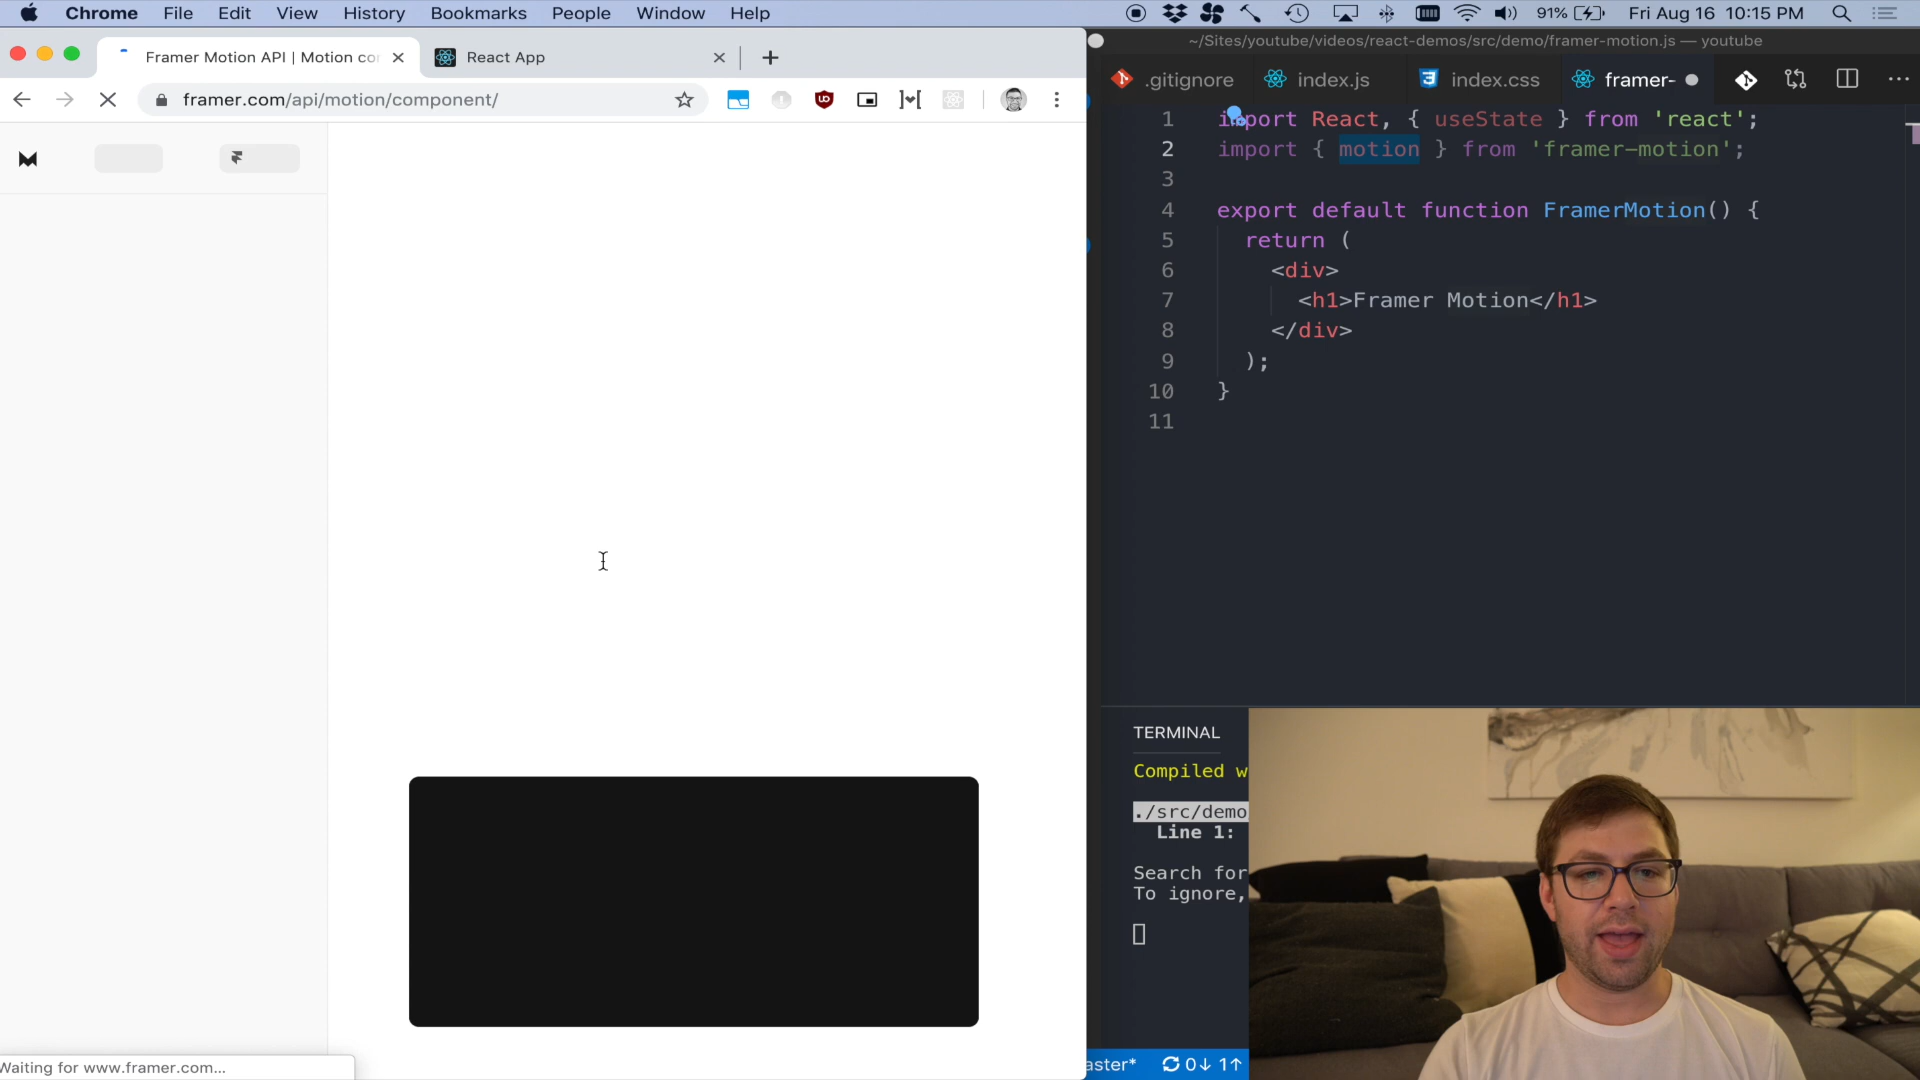 Chrome File Edit View History Bookmarks People Window Help
91% Fri Aug 16 10:15 PM
Framer Motion API | Motion
React App
framer.com/api/motion/component/
~/Sites/youtube/videos/react-demos/src/demo/framer-motion.js — youtube
.gitignore index.js index.css framer-
1 import React, { useState } from 'react';
2 import { motion } from 'framer-motion';
3
4 export default function FramerMotion() {
5 return (
6 <div>
7 <h1>Framer Motion</h1>
8 </div>
9 );
10 }
11
TERMINAL
Compiled w
./src/demo
Line 1:
Search for
To ignore,
aster* 0↓ 1↑
Waiting for www.framer.com...